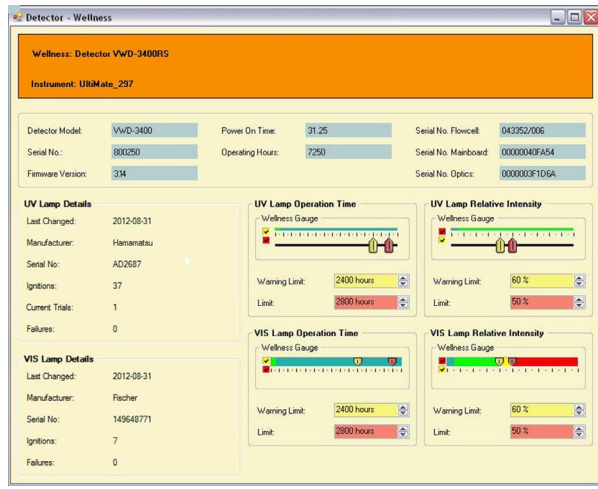 Detector - Wellness
Wellness: Detector VWD-3400RS
Instrument: UltiMate_297
Detector Model: VWD-3400 Power On Time: 31.25 Serial No. Flowcell: 043352/006
Serial No.: 800250 Operating Hours: 7250 Serial No. Mainboard: 00000040FA54
Firmware Version: 3.14 Serial No. Optics: 0000003F1D6A
UV Lamp Details
Last Changed: 2012-08-31
Manufacturer: Hamamatsu
Serial No: AD2687
Ignitions: 37
Current Trials: 1
Failures: 0
UV Lamp Operation Time
Wellness Gauge
Warning Limit: 2400 hours
Limit: 2800 hours
UV Lamp Relative Intensity
Wellness Gauge
Warning Limit: 60 %
Limit: 50 %
VIS Lamp Details
Last Changed: 2012-08-31
Manufacturer: Fischer
Serial No: 149648771
Ignitions: 7
Failures: 0
VIS Lamp Operation Time
Wellness Gauge
Warning Limit: 2400 hours
Limit: 2800 hours
VIS Lamp Relative Intensity
Wellness Gauge
Warning Limit: 60 %
Limit: 50 %